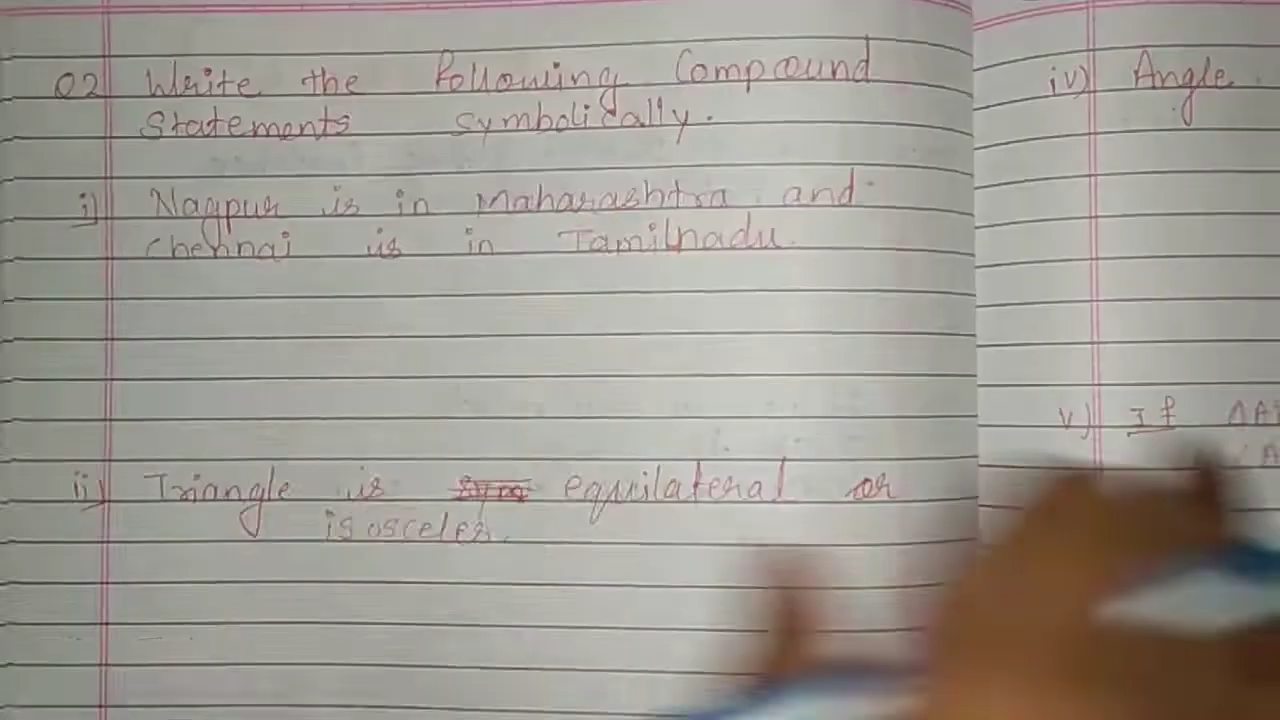 Q2 Write the following Compound
Statements symbolically.
i) Nagpur is in Maharashtra and
Chennai is in Tamilnadu.
ii) Triangle is equilateral or
isosceles.
iv) Angle
v) If